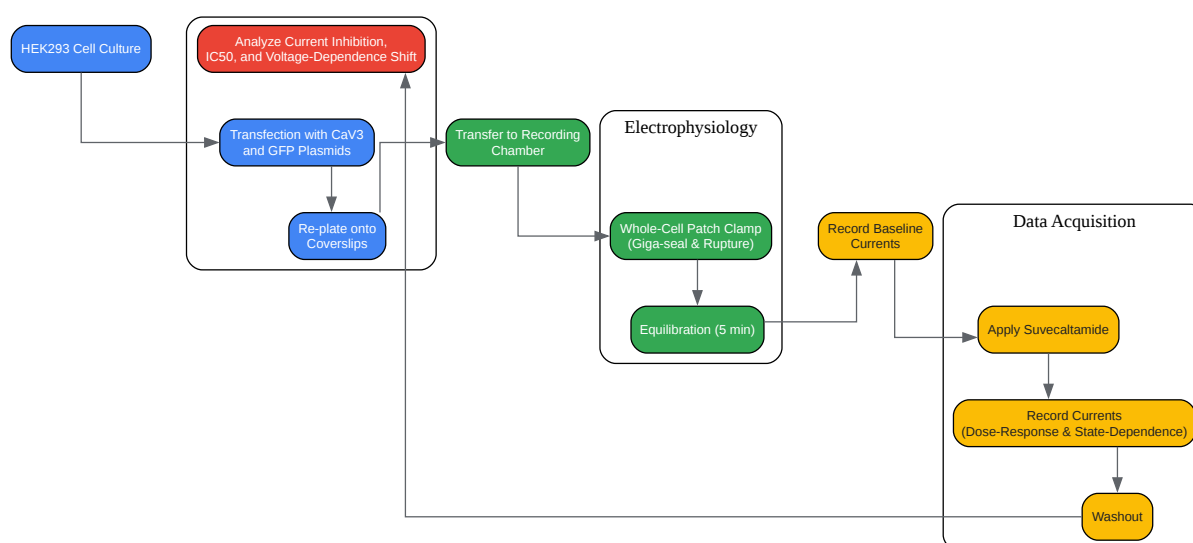 HEK293 Cell Culture
Analyze Current Inhibition,
IC50, and Voltage-Dependence Shift
Transfection with CaV3
and GFP Plasmids
Re-plate onto
Coverslips
Transfer to Recording
Chamber
Electrophysiology
Whole-Cell Patch Clamp
(Giga-seal & Rupture)
Equilibration (5 min)
Record Baseline
Currents
Data Acquisition
Apply Suvecaltamide
Record Currents
(Dose-Response & State-Dependence)
Washout